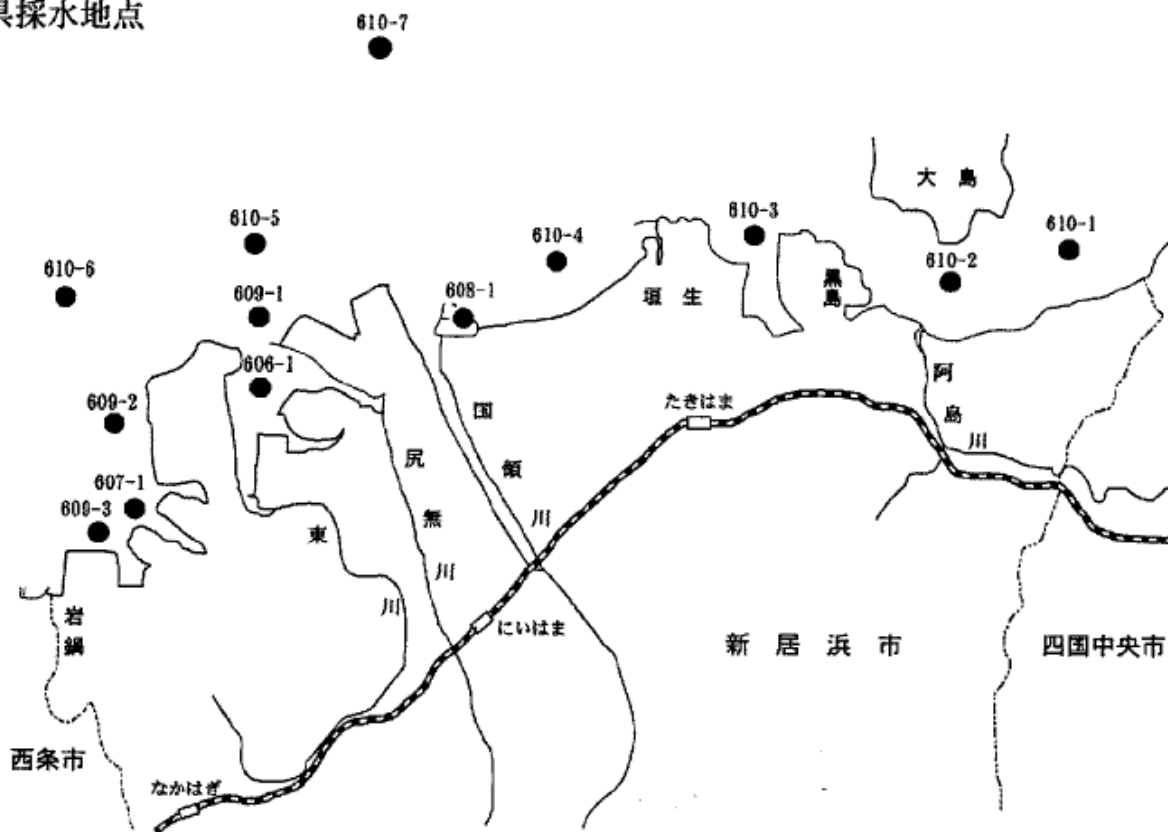 県採水地点
610-7
610-5
610-6
609-1
606-1
609-2
607-1
609-3
608-1
610-4
610-3
610-2
610-1
大島
黒島
垣生
阿島川
国領川
尻無川
東川
岩鍋
たきはま
にいはま
なかはぎ
新居浜市
四国中央市
西条市